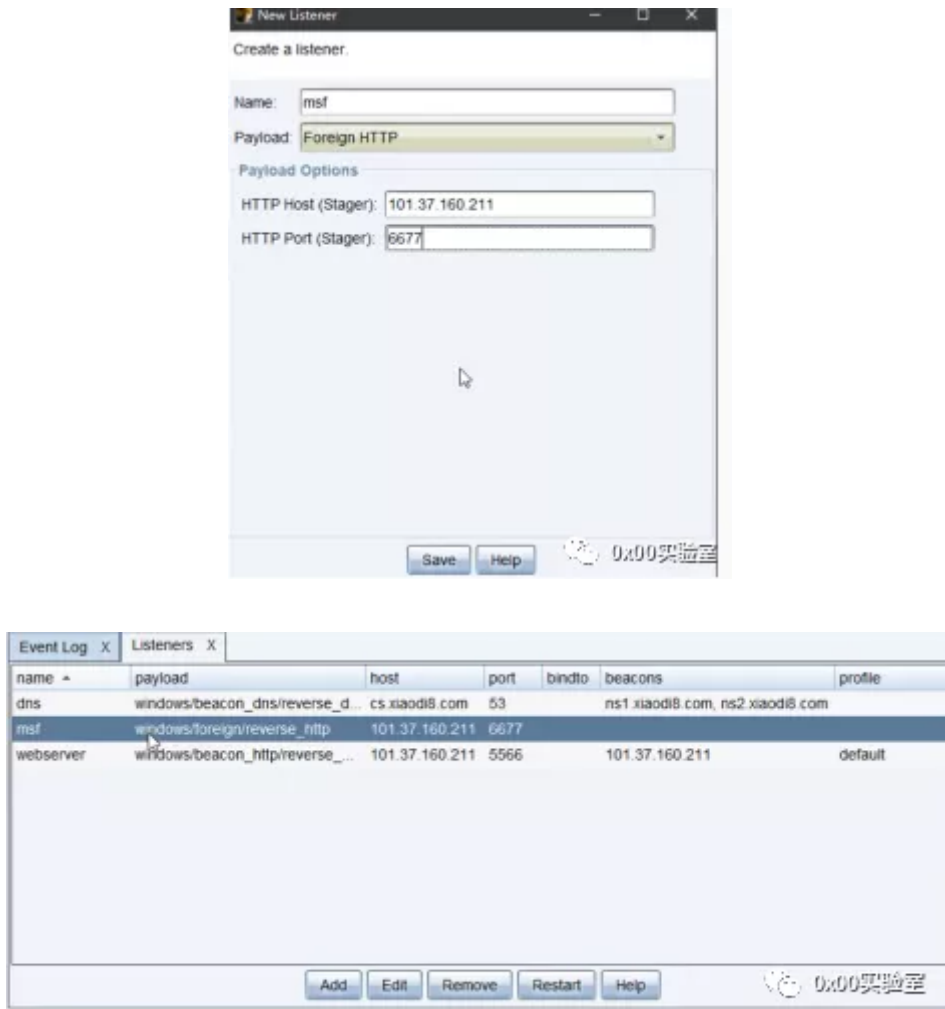 New Listener
Create a listener.
Name: msf
Payload: Foreign HTTP
Payload Options
HTTP Host (Stager): 101.37.160.211
HTTP Port (Stager): 6677
Save Help
0x00实验室
Event Log X Listeners X
name payload host port bindto beacons profile
dns windows/beacon_dns/reverse_d... cs.xiaodi8.com 53 ns1.xiaodi8.com, ns2.xiaodi8.com
msf windows/foreign/reverse_http 101.37.160.211 6677
webserver windows/beacon_http/reverse_... 101.37.160.211 5566 101.37.160.211 default
Add Edit Remove Restart Help
0x00实验室